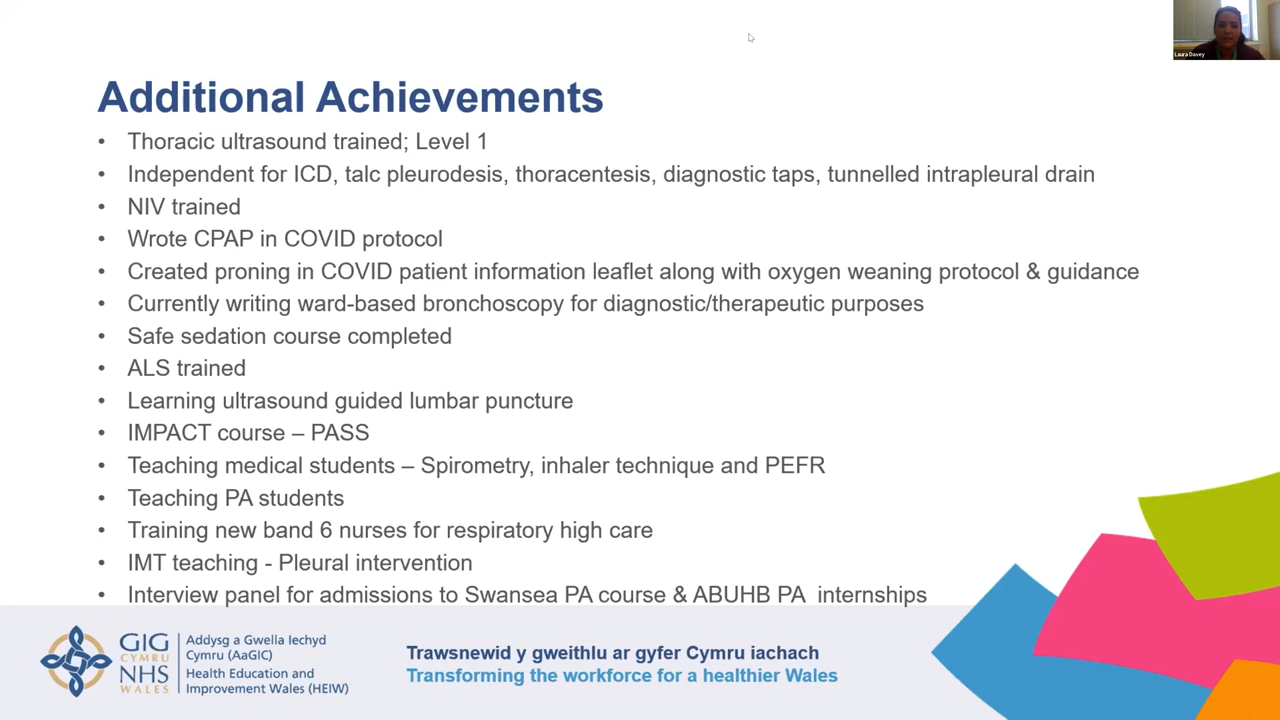 Laura Davey
Additional Achievements
• Thoracic ultrasound trained; Level 1
• Independent for ICD, talc pleurodesis, thoracentesis, diagnostic taps, tunnelled intrapleural drain
• NIV trained
• Wrote CPAP in COVID protocol
• Created proning in COVID patient information leaflet along with oxygen weaning protocol & guidance
• Currently writing ward-based bronchoscopy for diagnostic/therapeutic purposes
• Safe sedation course completed
• ALS trained
• Learning ultrasound guided lumbar puncture
• IMPACT course – PASS
• Teaching medical students – Spirometry, inhaler technique and PEFR
• Teaching PA students
• Training new band 6 nurses for respiratory high care
• IMT teaching - Pleural intervention
• Interview panel for admissions to Swansea PA course & ABUHB PA internships
GIG
CYMRU
NHS
WALES
Addysg a Gwella Iechyd
Cymru (AaGIC)
Health Education and
Improvement Wales (HEIW)
Trawsnewid y gweithlu ar gyfer Cymru iachach
Transforming the workforce for a healthier Wales